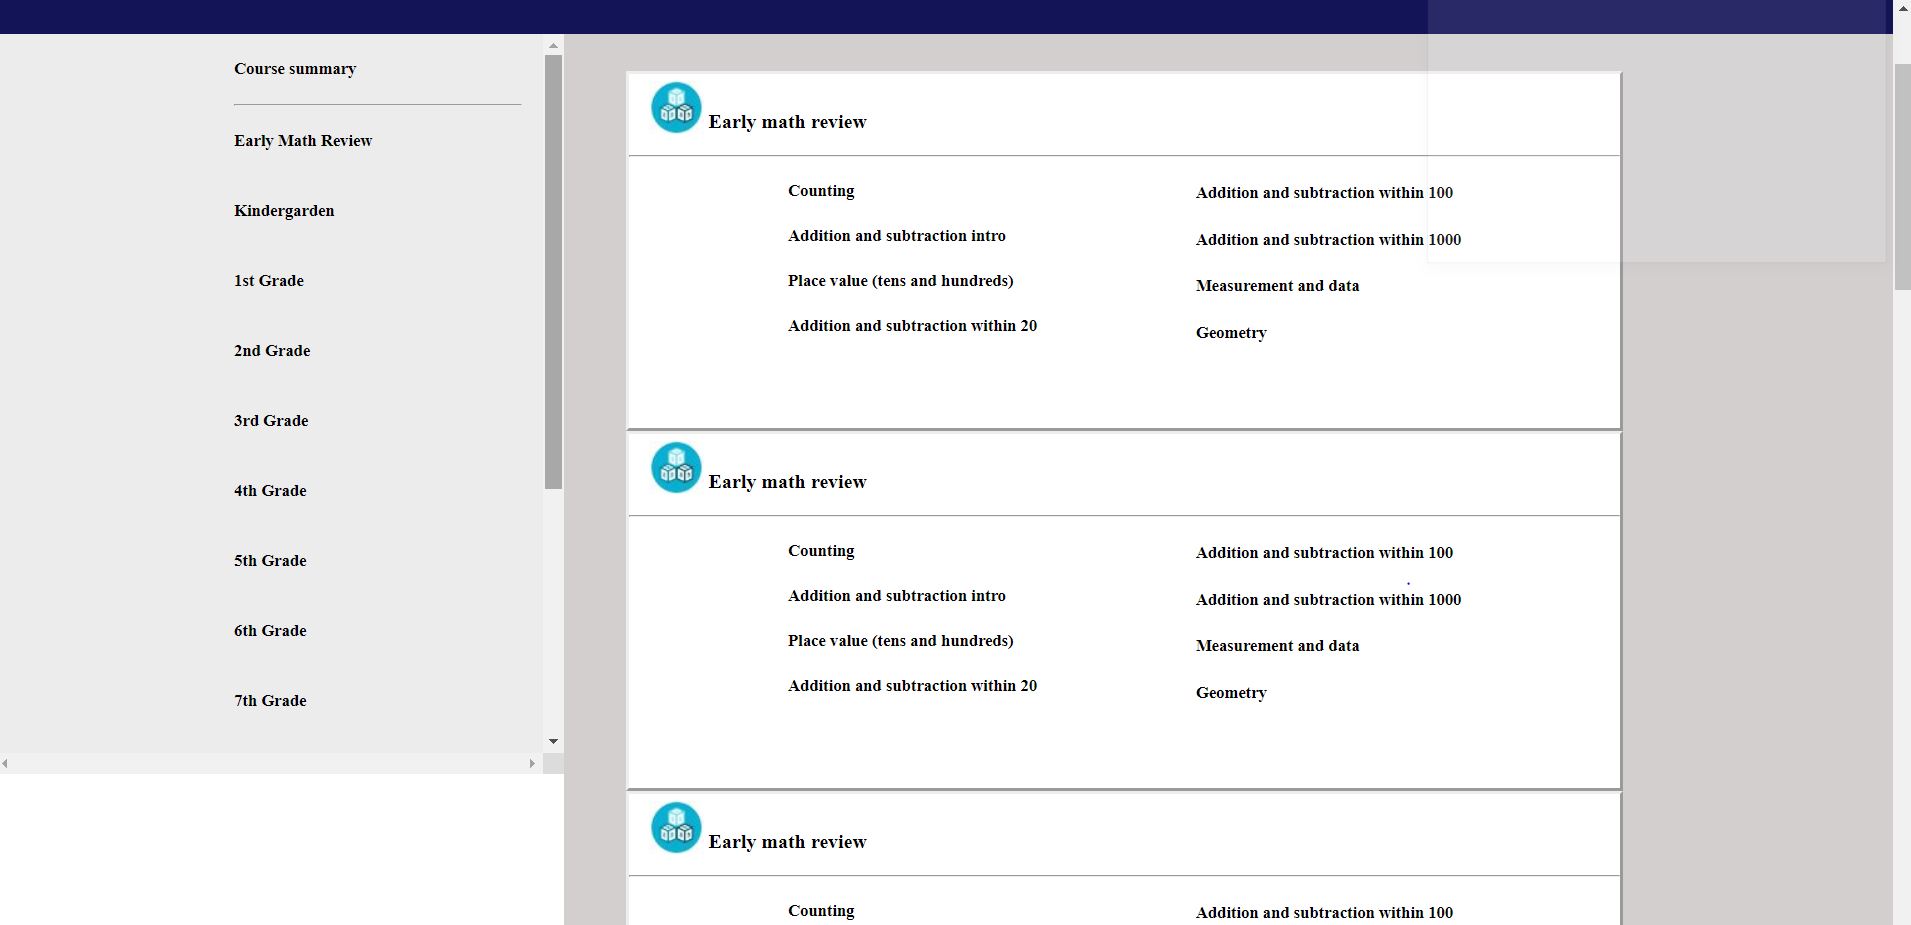 Course summary
Early Math Review
Kindergarden
1st Grade
2nd Grade
3rd Grade
4th Grade
5th Grade
6th Grade
7th Grade
Early math review
Counting
Addition and subtraction intro
Place value (tens and hundreds)
Addition and subtraction within 20
Addition and subtraction within 100
Addition and subtraction within 1000
Measurement and data
Geometry
Early math review
Counting
Addition and subtraction intro
Place value (tens and hundreds)
Addition and subtraction within 20
Addition and subtraction within 100
Addition and subtraction within 1000
Measurement and data
Geometry
Early math review
Counting
Addition and subtraction within 100